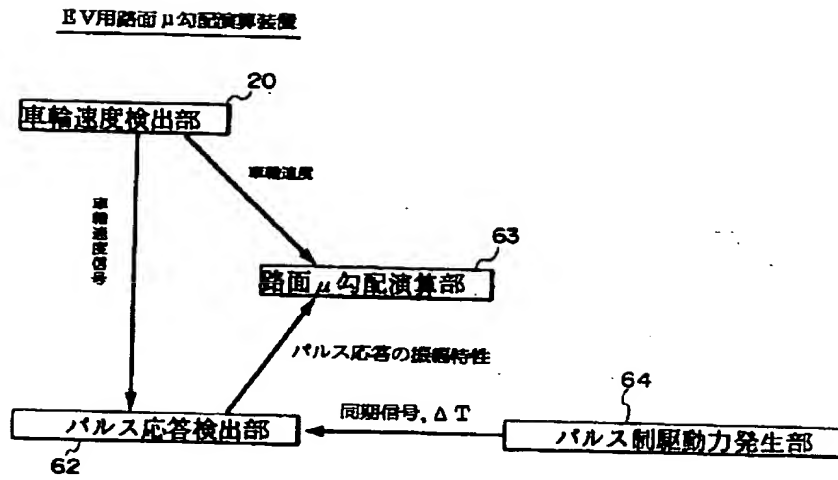 EV用路面μ勾配演算装置
20
車輪速度検出部
車輪速度
車輪速度信号
63
路面μ勾配演算部
パルス応答の振幅特性
同期信号,ΔT
64
パルス応答検出部
パルス制駆動力発生部
62